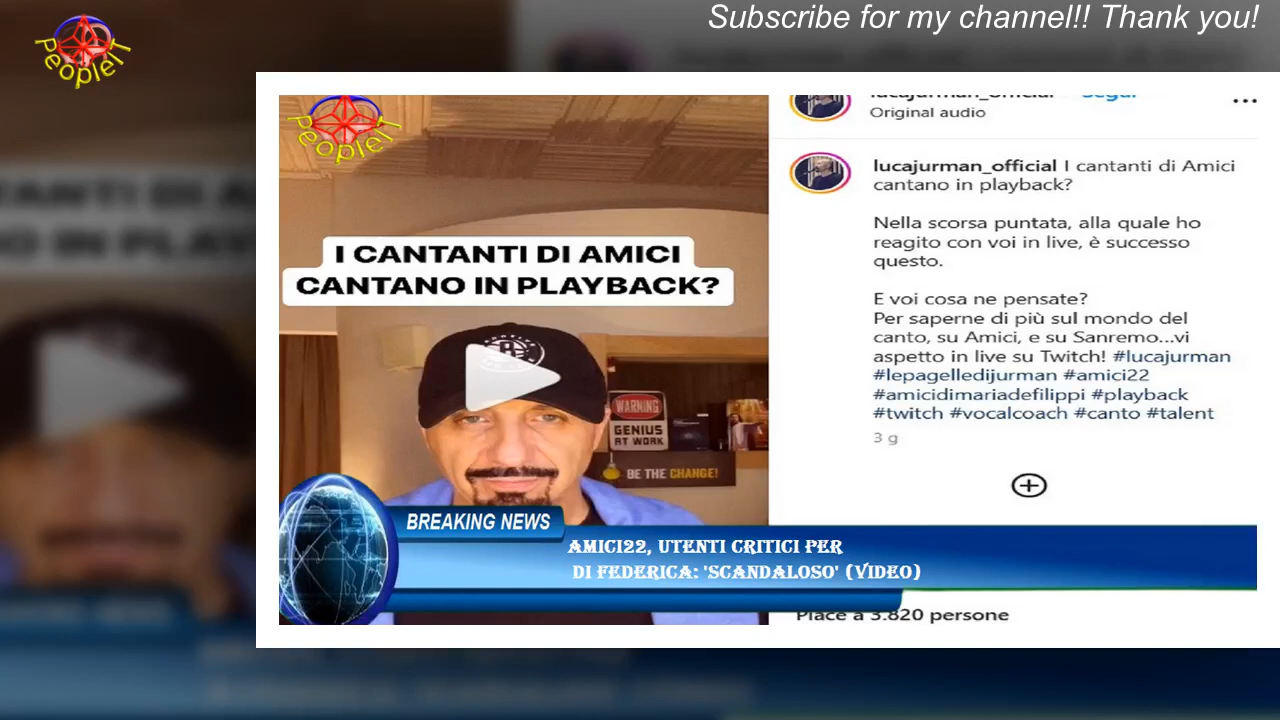 Subscribe for my channel!! Thank you!
PeopleIT
PeopleIT
lucajurman_official • Segui
Original audio
lucajurman_official I cantanti di Amici
cantano in playback?
Nella scorsa puntata, alla quale ho
reagito con voi in live, è successo
questo.
E voi cosa ne pensate?
Per saperne di più sul mondo del
canto, su Amici, e su Sanremo...vi
aspetto in live su Twitch! #lucajurman
#lepagelledijurman #amici22
#amicidimariadefilippi #playback
#twitch #vocalcoach #canto #talent
3 g
I CANTANTI DI AMICI
CANTANO IN PLAYBACK?
WARNING
GENIUS
AT WORK
BE THE CHANGE!
BREAKING NEWS
AMICI22, UTENTI CRITICI PER
DI FEDERICA: 'SCANDALOSO' (VIDEO)
Piace a 3.820 persone